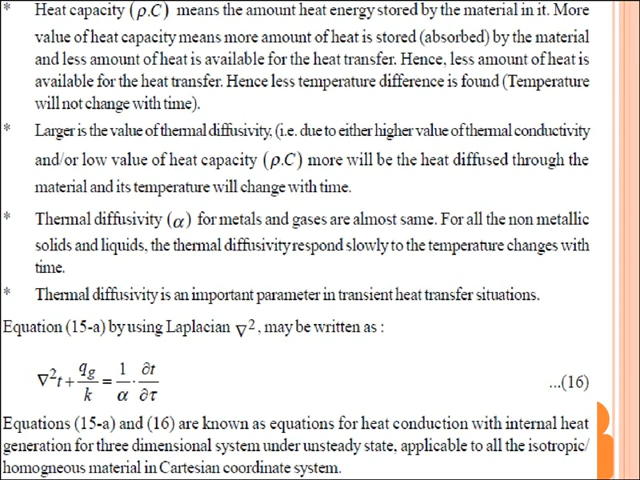 * Heat capacity (ρ.C) means the amount heat energy stored by the material in it. More
value of heat capacity means more amount of heat is stored (absorbed) by the material
and less amount of heat is available for the heat transfer. Hence, less amount of heat is
available for the heat transfer. Hence less temperature difference is found (Temperature
will not change with time).
* Larger is the value of thermal diffusivity, (i.e. due to either higher value of thermal conductivity
and/or low value of heat capacity (ρ.C) more will be the heat diffused through the
material and its temperature will change with time.
* Thermal diffusivity (α) for metals and gases are almost same. For all the non metallic
solids and liquids, the thermal diffusivity respond slowly to the temperature changes with
time.
* Thermal diffusivity is an important parameter in transient heat transfer situations.
Equation (15-a) by using Laplacian ∇², may be written as :
∇²t + q_g/k = 1/α · ∂t/∂τ ...(16)
Equations (15-a) and (16) are known as equations for heat conduction with internal heat
generation for three dimensional system under unsteady state, applicable to all the isotropic/
homogneous material in Cartesian coordinate system.